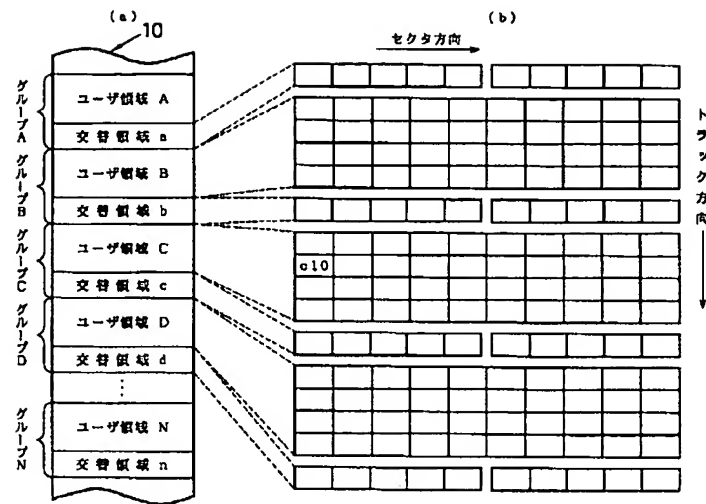 (a)
10
グループA
ユーザ領域 A
交替領域 a
グループB
ユーザ領域 B
交替領域 b
グループC
ユーザ領域 C
交替領域 c
グループD
ユーザ領域 D
交替領域 d
グループN
ユーザ領域 N
交替領域 n
(b)
セクタ方向
トラック方向
c10